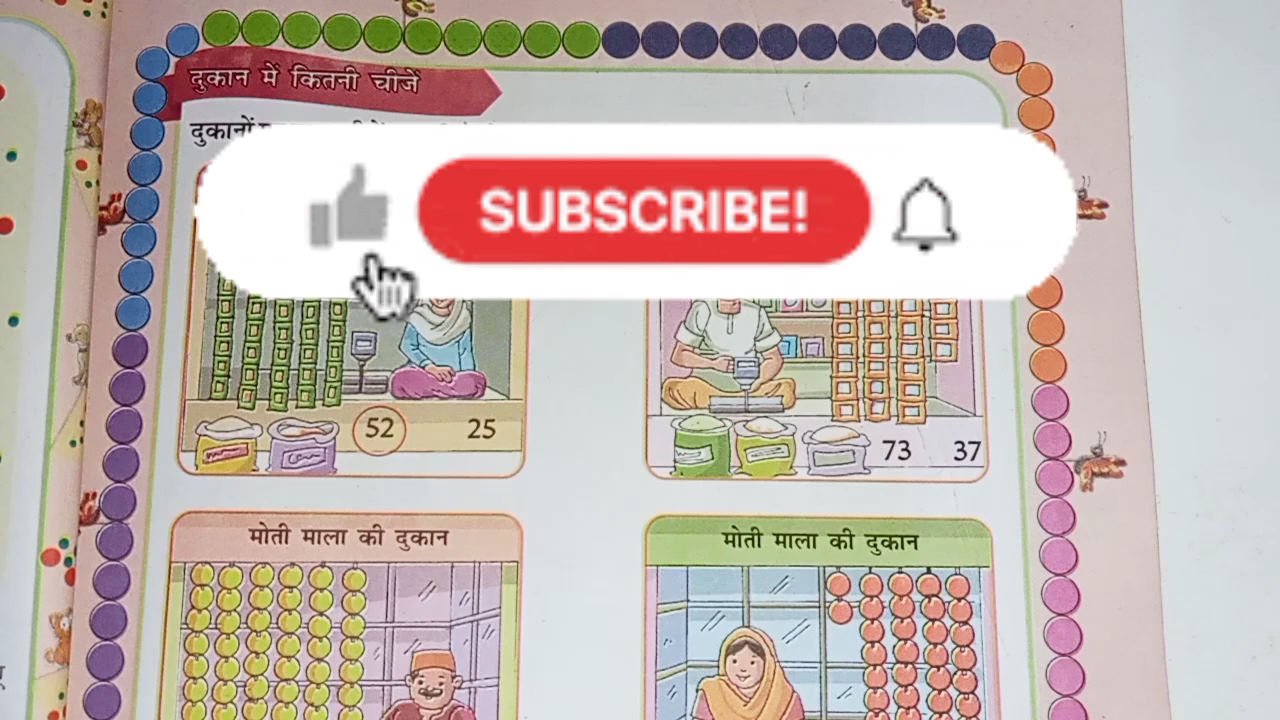 दुकान में कितनी चीजें
दुकानों
SUBSCRIBE!
52 25
73 37
मोती माला की दुकान
मोती माला की दुकान